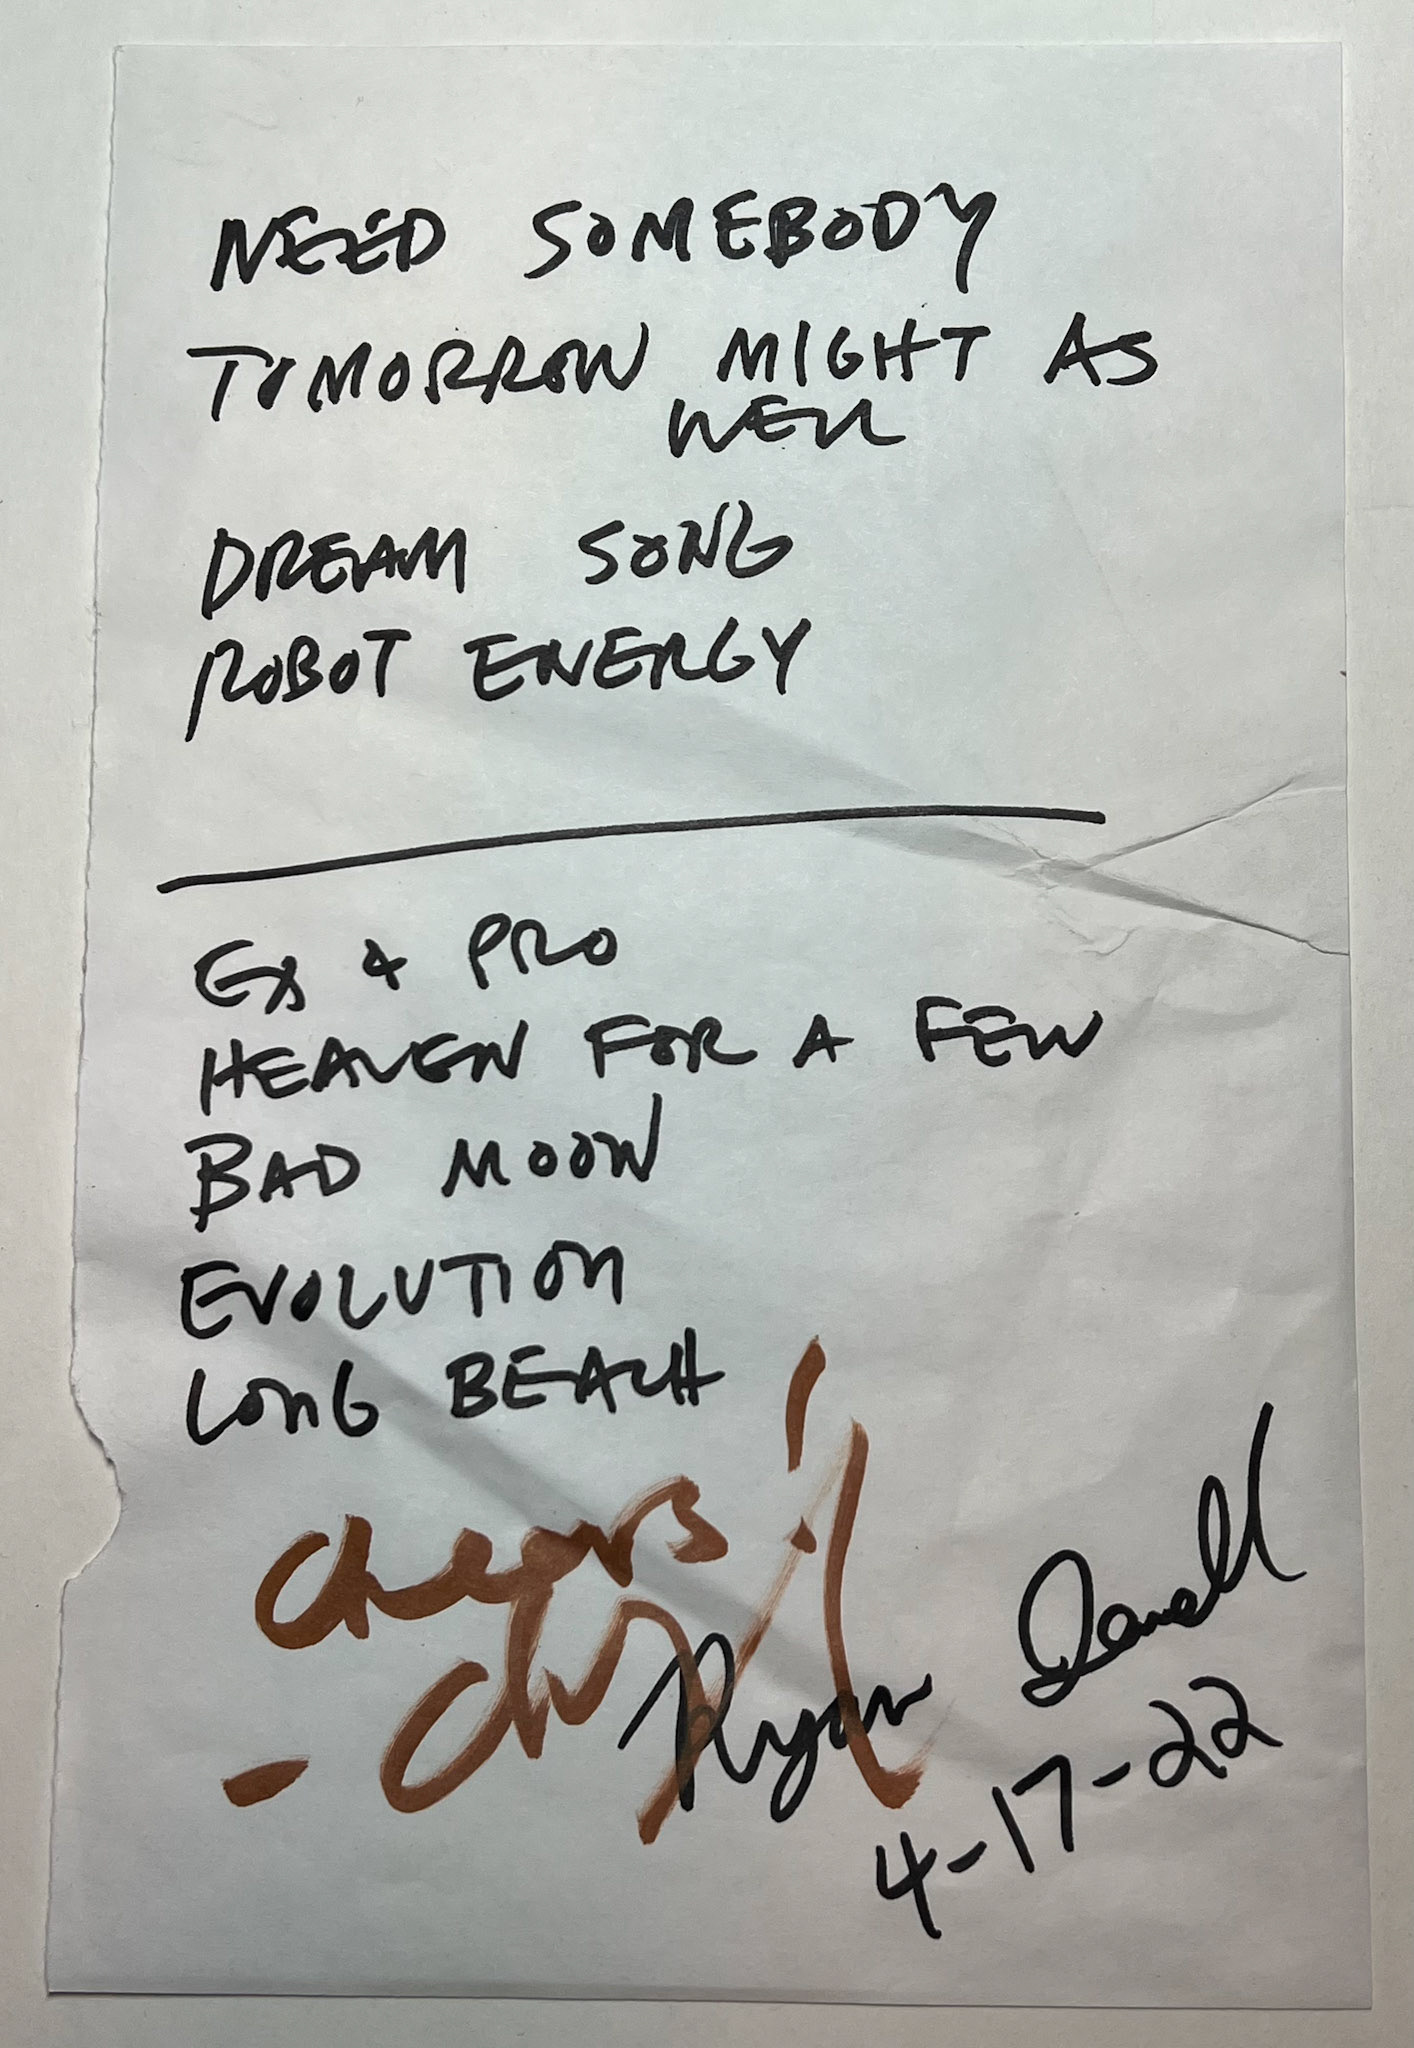 NEED SOMEBODY
TOMORROW MIGHT AS
WELL
DREAM SONG
ROBOT ENERGY
EX + PRO
HEAVEN FOR A FEW
BAD MOON
EVOLUTION
LONG BEACH
cheers!
Ryan
4-17-22